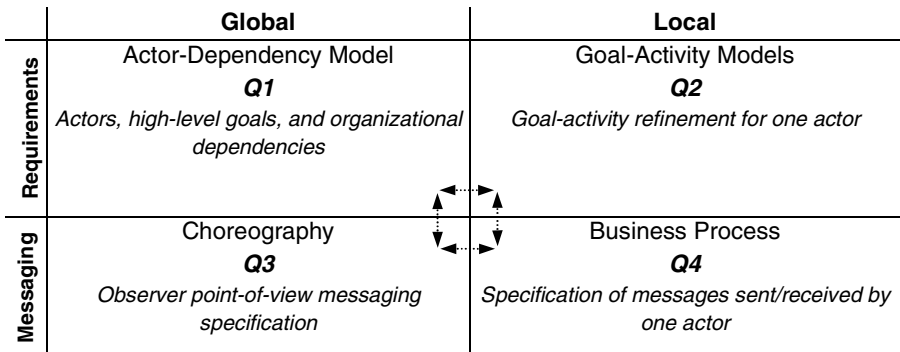 Global
Local
Requirements
Actor-Dependency Model
Q1
Actors, high-level goals, and organizational
dependencies
Goal-Activity Models
Q2
Goal-activity refinement for one actor
Messaging
Choreography
Q3
Observer point-of-view messaging
specification
Business Process
Q4
Specification of messages sent/received by
one actor